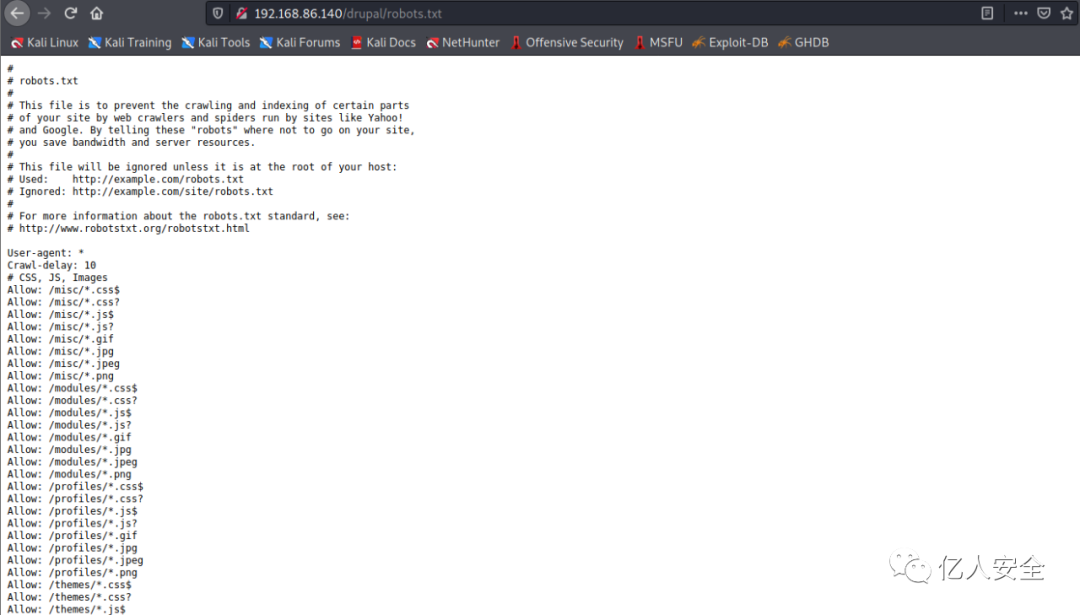 192.168.86.140/drupal/robots.txt
Kali Linux Kali Training Kali Tools Kali Forums Kali Docs NetHunter Offensive Security MSFU Exploit-DB GHDB
#
# robots.txt
#
# This file is to prevent the crawling and indexing of certain parts
# of your site by web crawlers and spiders run by sites like Yahoo!
# and Google. By telling these "robots" where not to go on your site,
# you save bandwidth and server resources.
#
# This file will be ignored unless it is at the root of your host:
# Used:    http://example.com/robots.txt
# Ignored: http://example.com/site/robots.txt
#
# For more information about the robots.txt standard, see:
# http://www.robotstxt.org/robotstxt.html
User-agent: *
Crawl-delay: 10
# CSS, JS, Images
Allow: /misc/*.css$
Allow: /misc/*.css?
Allow: /misc/*.js$
Allow: /misc/*.js?
Allow: /misc/*.gif
Allow: /misc/*.jpg
Allow: /misc/*.jpeg
Allow: /misc/*.png
Allow: /modules/*.css$
Allow: /modules/*.css?
Allow: /modules/*.js$
Allow: /modules/*.js?
Allow: /modules/*.gif
Allow: /modules/*.jpg
Allow: /modules/*.jpeg
Allow: /modules/*.png
Allow: /profiles/*.css$
Allow: /profiles/*.css?
Allow: /profiles/*.js$
Allow: /profiles/*.js?
Allow: /profiles/*.gif
Allow: /profiles/*.jpg
Allow: /profiles/*.jpeg
Allow: /profiles/*.png
Allow: /themes/*.css$
Allow: /themes/*.css?
Allow: /themes/*.js$
亿人安全